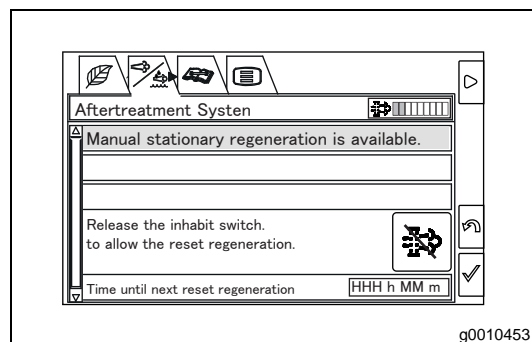 Aftertreatment Systen
Manual stationary regeneration is available.
Release the inhabit switch.
to allow the reset regeneration.
Time until next reset regeneration HHH h MM m
g0010453